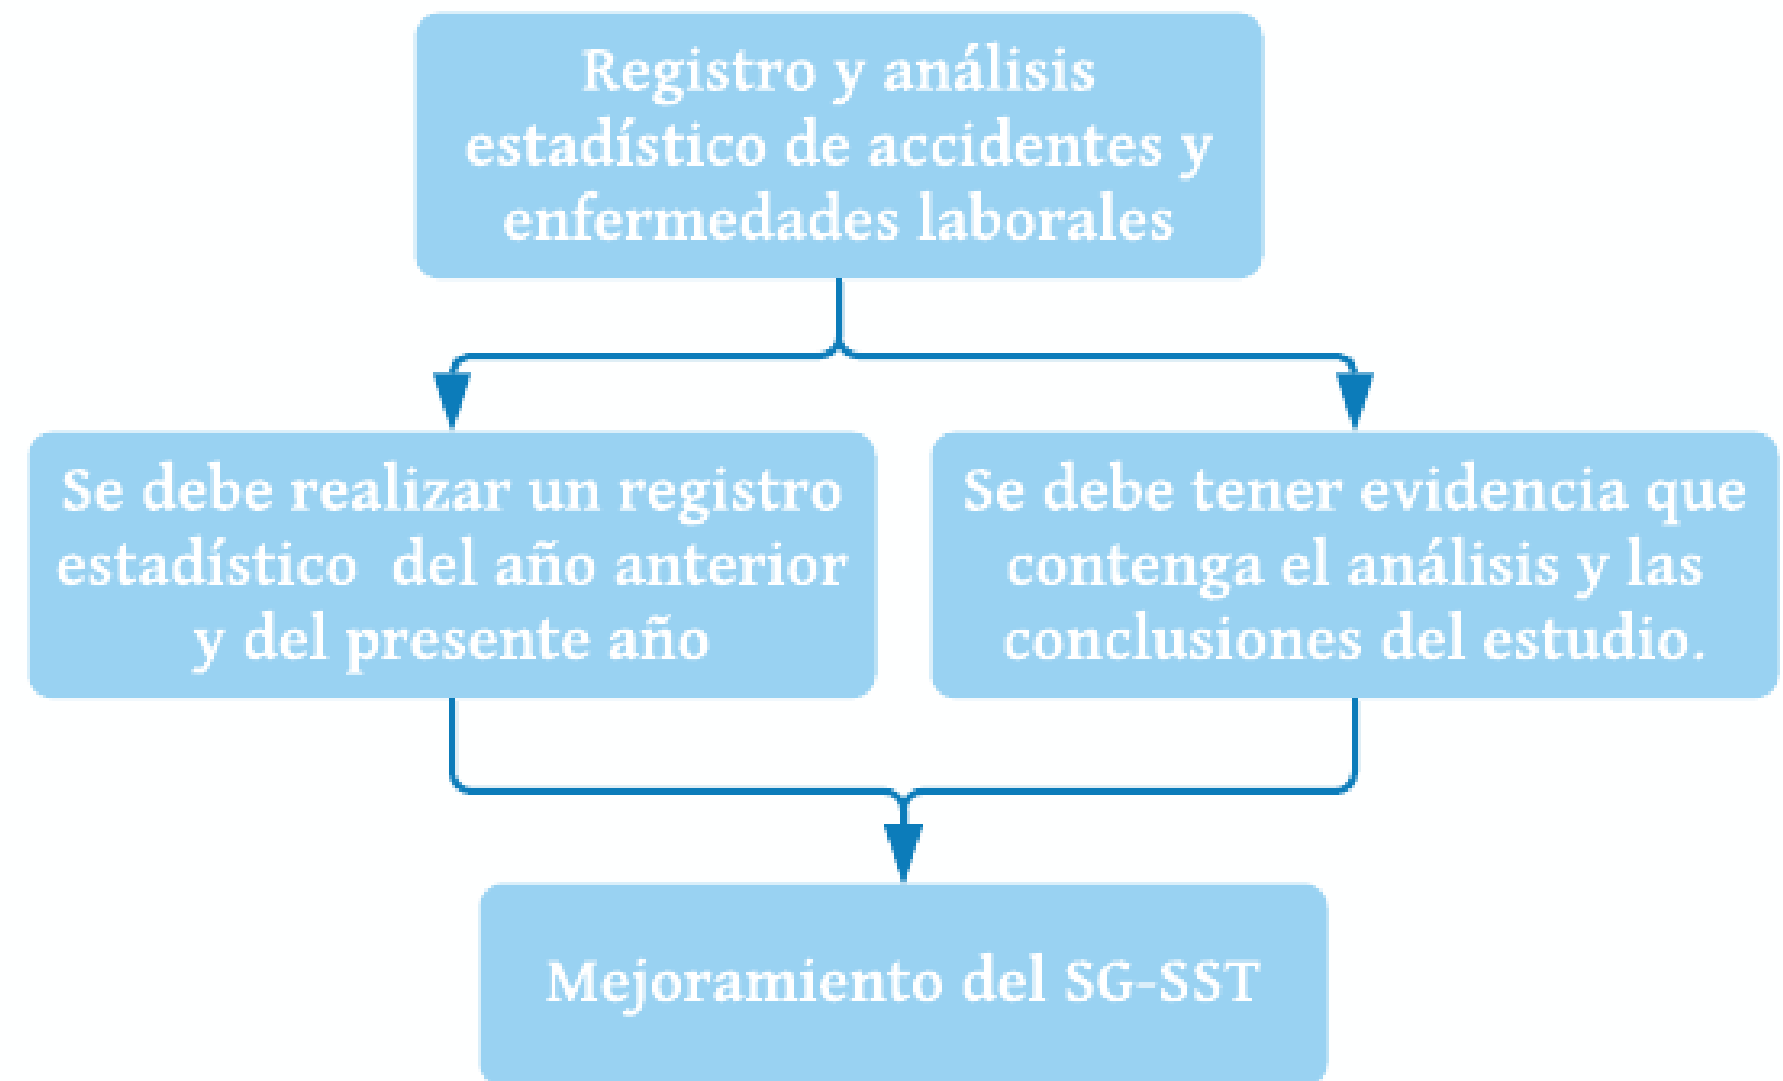 Registro y análisis
estadístico de accidentes y
enfermedades laborales
Se debe realizar un registro
estadístico  del año anterior
y del presente año
Se debe tener evidencia que
contenga el análisis y las
conclusiones del estudio.
Mejoramiento del SG-SST